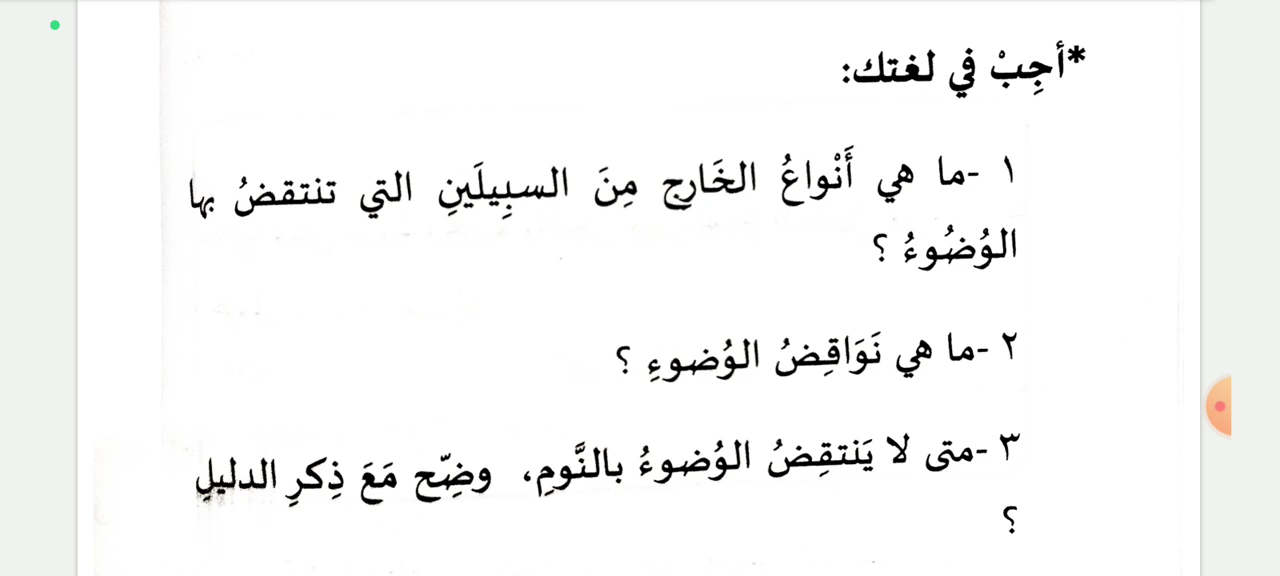 *أجِبْ في لغتك:
١ -ما هي أَنْواعُ الخَارِج مِنَ السبِيلَينِ التي تنتقضُ بها
الوُضُوءُ ؟
٢ -ما هي نَوَاقِضُ الوُضوءِ ؟
٣ -متى لا يَنتقِضُ الوُضوءُ بالنَّومِ، وضِّح مَعَ ذِكرِ الدليلِ
؟